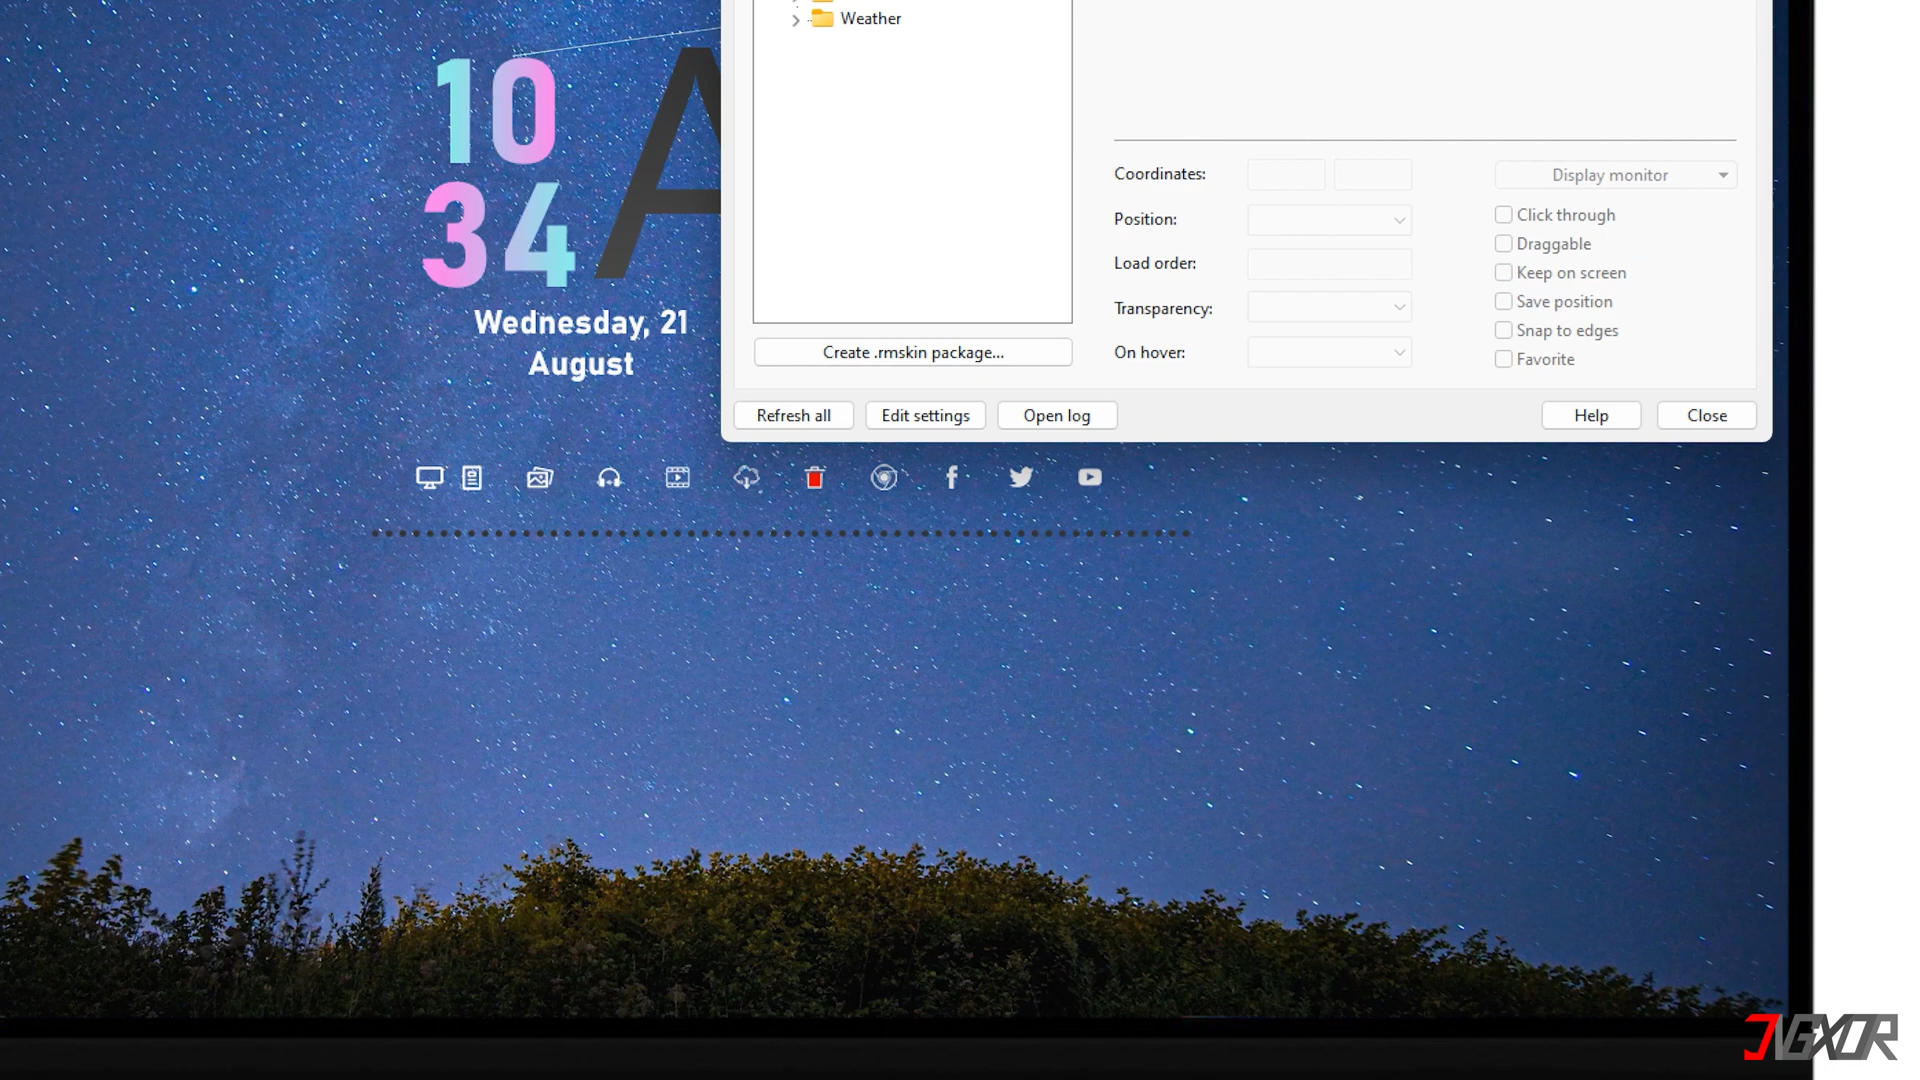 Weather
10
34
A
Wednesday, 21
August
Coordinates:
Display monitor
Position:
Load order:
Transparency:
On hover:
Click through
Draggable
Keep on screen
Save position
Snap to edges
Favorite
Create .rmskin package...
Refresh all
Edit settings
Open log
Help
Close
JVGXOR